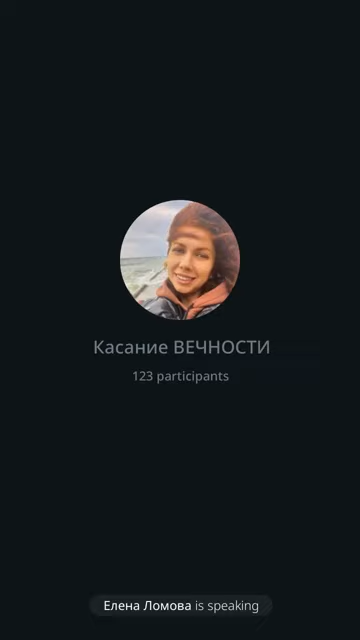 Касание ВЕЧНОСТИ
123 participants
Елена Ломова is speaking